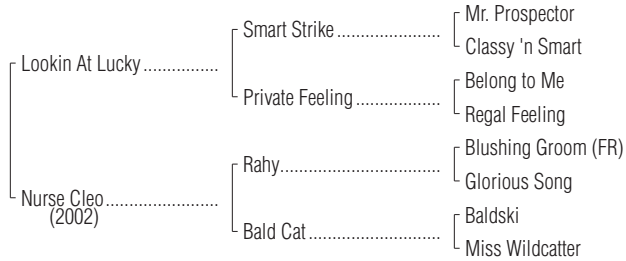 Mr. Prospector
Smart Strike ....................
Classy 'n Smart
Lookin At Lucky ...............
Belong to Me
Private Feeling .................
Regal Feeling
Blushing Groom (FR)
Rahy................................
Glorious Song
Nurse Cleo......................
(2002)
Baldski
Bald Cat ..........................
Miss Wildcatter